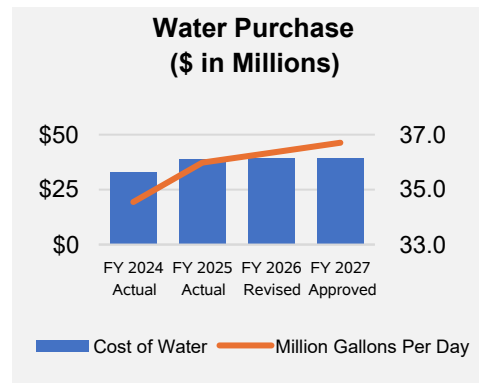 Water Purchase
($ in Millions)
$50
$25
$0
37.0
35.0
33.0
FY 2024 FY 2025 FY 2026 FY 2027
Actual Actual Revised Approved
Cost of Water Million Gallons Per Day